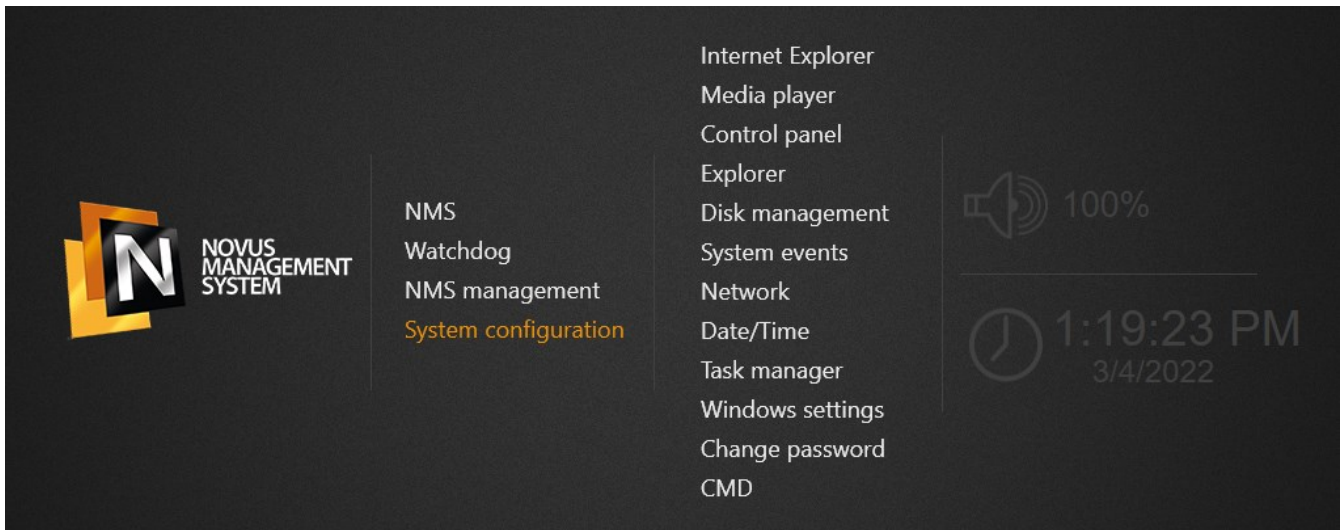 NOVUS
MANAGEMENT
SYSTEM
NMS
Watchdog
NMS management
System configuration
Internet Explorer
Media player
Control panel
Explorer
Disk management
System events
Network
Date/Time
Task manager
Windows settings
Change password
CMD
100%
1:19:23 PM
3/4/2022